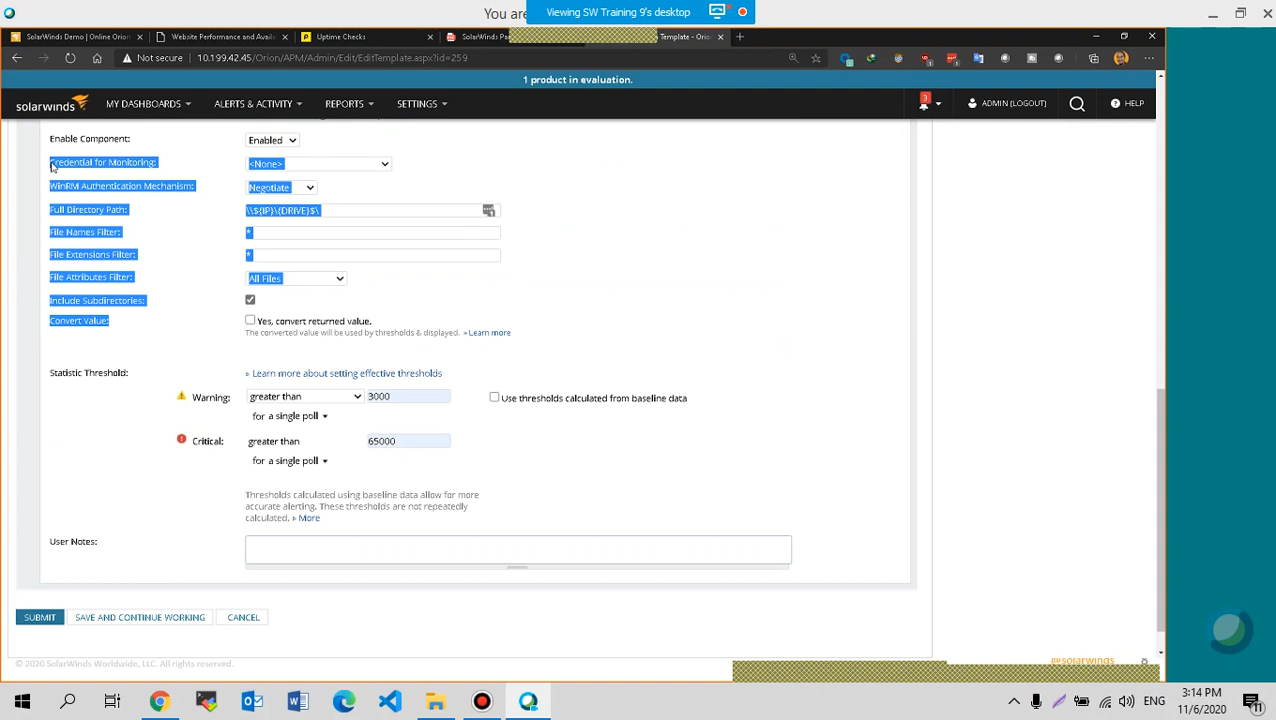 You are
Viewing SW Training 9's desktop
SolarWinds Demo | Online Orion
Website Performance and Availa
Uptime Checks
SolarWinds
Template - Orion
Not secure 10.199.42.45/Orion/APM/Admin/Edit/EditTemplate.aspx?id=259
1 product in evaluation.
solarwinds MY DASHBOARDS ALERTS & ACTIVITY REPORTS SETTINGS 3 ADMIN (LOGOUT) HELP
Enable Component: Enabled
Credential for Monitoring: <None>
WinRM Authentication Mechanism: Negotiate
Full Directory Path: \\${IP}\{DRIVE}$\
File Names Filter: *
File Extensions Filter: *
File Attributes Filter: All Files
Include Subdirectories:
Convert Value: Yes, convert returned value.
The converted value will be used by thresholds & displayed. » Learn more
Statistic Threshold: » Learn more about setting effective thresholds
Warning: greater than 3000 Use thresholds calculated from baseline data
for a single poll
Critical: greater than 65000
for a single poll
Thresholds calculated using baseline data allow for more
accurate alerting. These thresholds are not repeatedly
calculated. » More
User Notes:
SUBMIT SAVE AND CONTINUE WORKING CANCEL
© 2020 SolarWinds Worldwide, LLC. All rights reserved.
@solarwinds
ENG
3:14 PM
11/6/2020